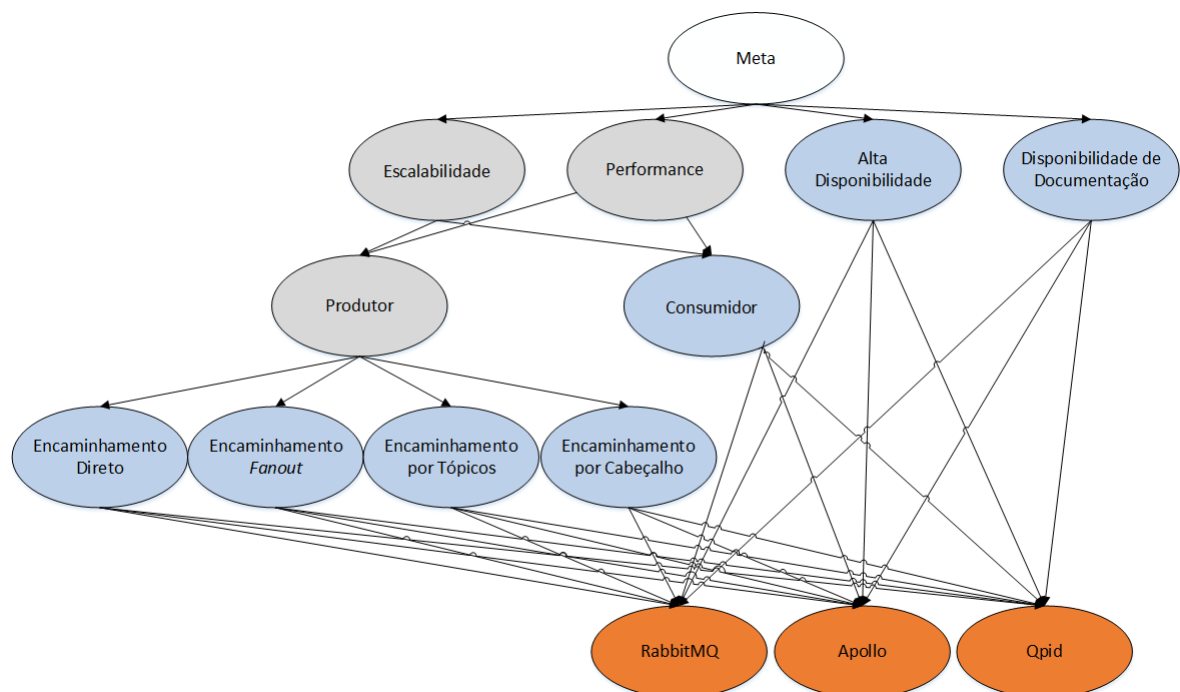 Meta
Escalabilidade
Performance
Alta
Disponibilidade
Disponibilidade de
Documentação
Produtor
Consumidor
Encaminhamento
Direto
Encaminhamento
Fanout
Encaminhamento
por Tópicos
Encaminhamento
por Cabeçalho
RabbitMQ
Apollo
Qpid